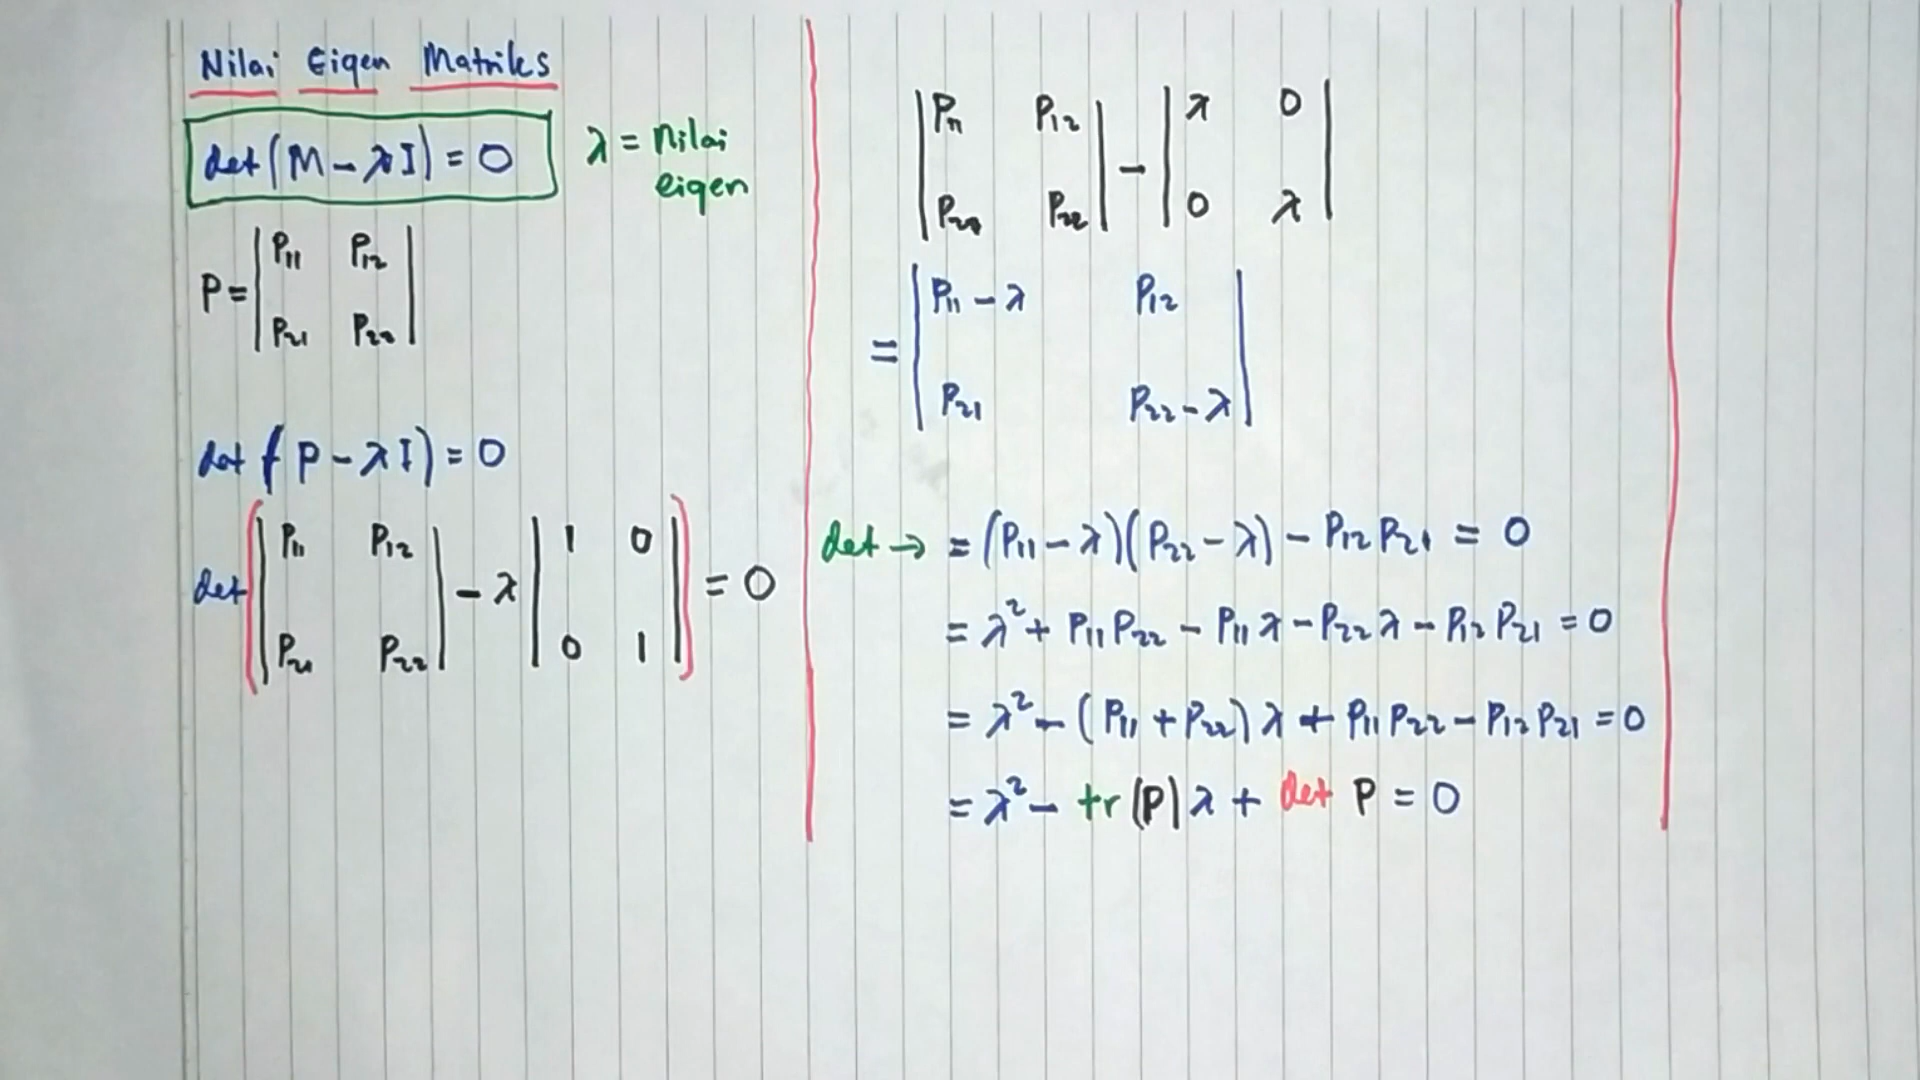 Nilai Eigen Matriks
det(M - λI) = 0
λ = nilai
eigen
P = |P11 P12|
|P21 P22|
det (P - λI) = 0
det(|P11 P12| - λ |1 0|) = 0
|P21 P22| |0 1|
|P11 P12| - |λ 0|
|P21 P22| |0 λ|
= |P11 - λ P12|
|P21 P22 - λ|
det → = (P11 - λ)(P22 - λ) - P12 P21 = 0
= λ² + P11 P22 - P11 λ - P22 λ - P12 P21 = 0
= λ² - (P11 + P22) λ + P11 P22 - P12 P21 = 0
= λ² - tr (P) λ + det P = 0